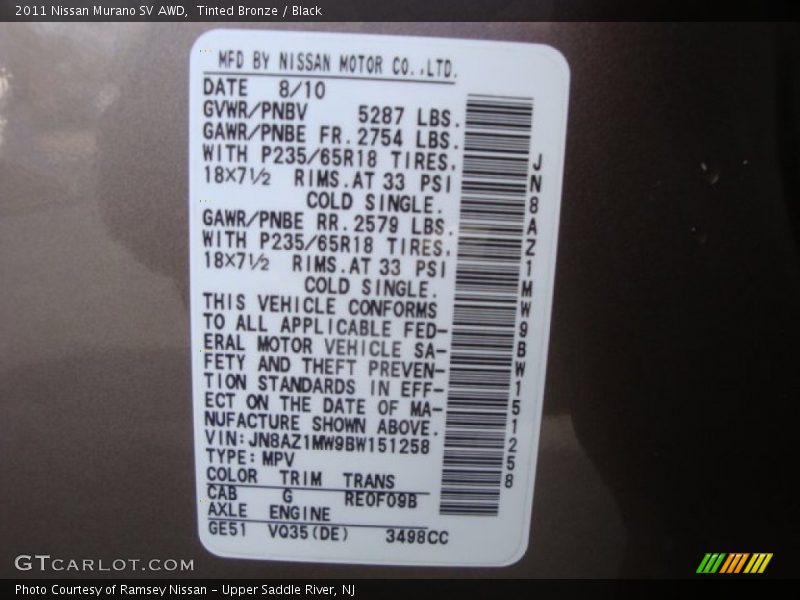 2011 Nissan Murano SV AWD, Tinted Bronze / Black
MFD BY NISSAN MOTOR CO.,LTD.
DATE 8/10
GVWR/PNBV 5287 LBS.
GAWR/PNBE FR. 2754 LBS.
WITH P235/65R18 TIRES.
18×7½ RIMS. AT 33 PSI
COLD SINGLE.
GAWR/PNBE RR. 2579 LBS.
WITH P235/65R18 TIRES.
18×7½ RIMS. AT 33 PSI
COLD SINGLE.
THIS VEHICLE CONFORMS
TO ALL APPLICABLE FED-
ERAL MOTOR VEHICLE SA-
FETY AND THEFT PREVEN-
TION STANDARDS IN EFF-
ECT ON THE DATE OF MA-
NUFACTURE SHOWN ABOVE.
VIN: JN8AZ1MW9BW151258
TYPE: MPV
COLOR TRIM TRANS
CAB G RE0F09B
AXLE ENGINE
GE51 VQ35(DE) 3498CC
JN8AZ1MW9BW151258
GTCARLOT.COM
Photo Courtesy of Ramsey Nissan - Upper Saddle River, NJ